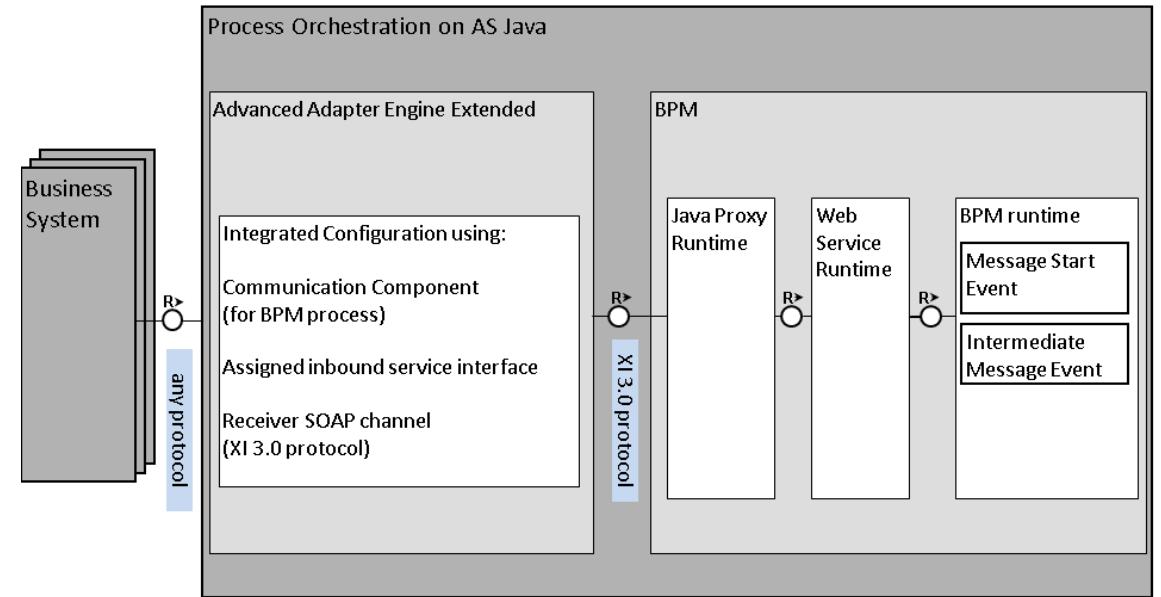 Process Orchestration on AS Java
Advanced Adapter Engine Extended
BPM
Business
System
R
any protocol
Integrated Configuration using:
Communication Component
(for BPM process)
Assigned inbound service interface
Receiver SOAP channel
(XI 3.0 protocol)
R
XI 3.0 protocol
Java Proxy
Runtime
R
Web
Service
Runtime
R
BPM runtime
Message Start
Event
Intermediate
Message Event